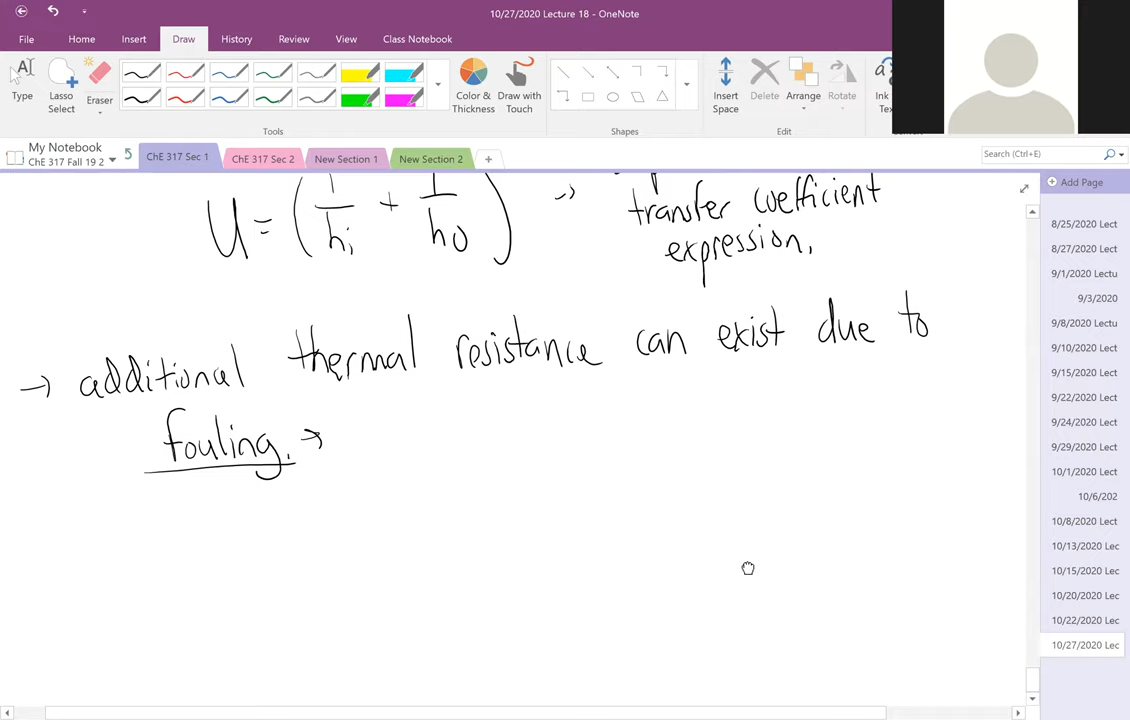 10/27/2020 Lecture 18 - OneNote
File Home Insert Draw History Review View Class Notebook
Type Lasso Select Eraser Color & Thickness Draw with Touch Insert Space Delete Arrange Rotate Ink
Tools Shapes Edit
My Notebook
ChE 317 Fall 19 2
ChE 317 Sec 1 ChE 317 Sec 2 New Section 1 New Section 2 +
Search (Ctrl+E)
Add Page
8/25/2020 Lect
8/27/2020 Lect
9/1/2020 Lectu
9/3/2020
9/8/2020 Lectu
9/10/2020 Lect
9/15/2020 Lect
9/22/2020 Lect
9/24/2020 Lect
9/29/2020 Lect
10/1/2020 Lect
10/6/202
10/8/2020 Lect
10/13/2020 Lec
10/15/2020 Lec
10/20/2020 Lec
10/22/2020 Lec
10/27/2020 Lec
U = (1/hi + 1/ho) → transfer coefficient
expression.
→ additional thermal resistance can exist due to
fouling. →